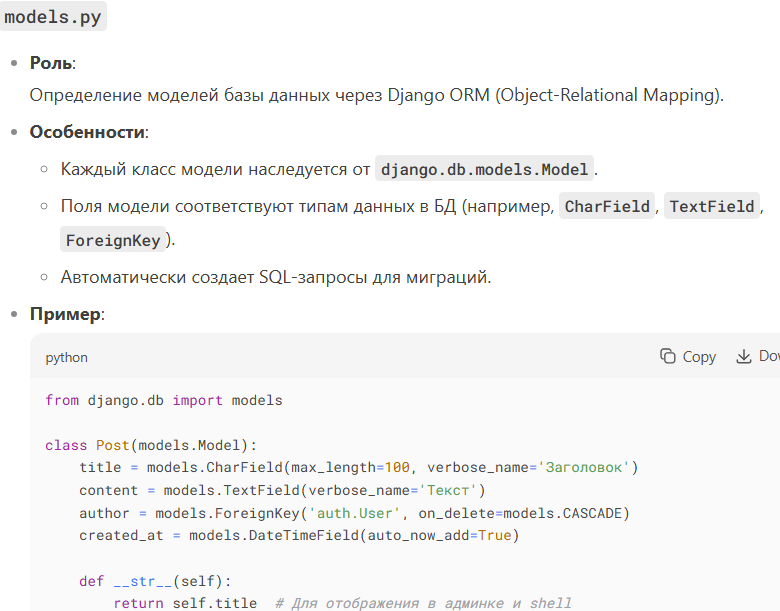 models.py
Роль:
Определение моделей базы данных через Django ORM (Object-Relational Mapping).
Особенности:
Каждый класс модели наследуется от django.db.models.Model.
Поля модели соответствуют типам данных в БД (например, CharField, TextField,
ForeignKey).
Автоматически создает SQL-запросы для миграций.
Пример:
python Copy
from django.db import models
class Post(models.Model):
title = models.CharField(max_length=100, verbose_name='Заголовок')
content = models.TextField(verbose_name='Текст')
author = models.ForeignKey('auth.User', on_delete=models.CASCADE)
created_at = models.DateTimeField(auto_now_add=True)
def __str__(self):
return self.title # Для отображения в админке и shell